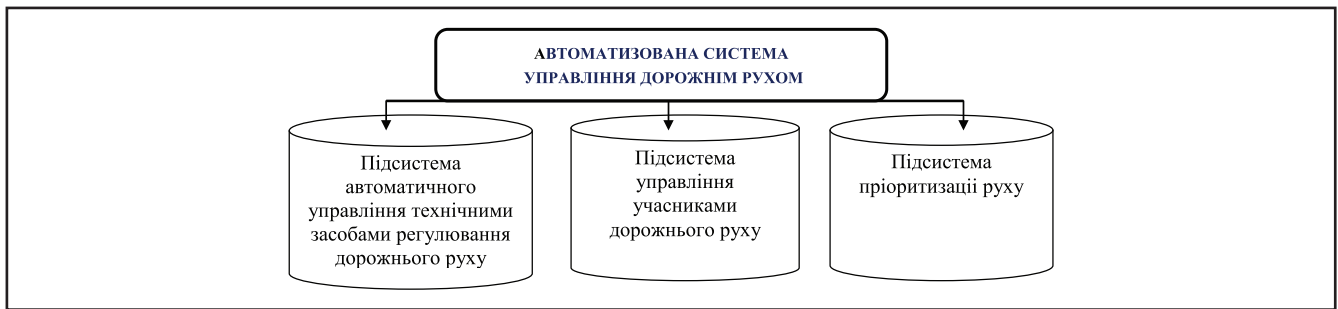 АВТОМАТИЗОВАНА СИСТЕМА
УПРАВЛІННЯ ДОРОЖНІМ РУХОМ
Підсистема
автоматичного
управління технічними
засобами регулювання
дорожнього руху
Підсистема
управління
учасниками
дорожнього руху
Підсистема
пріоритизації руху